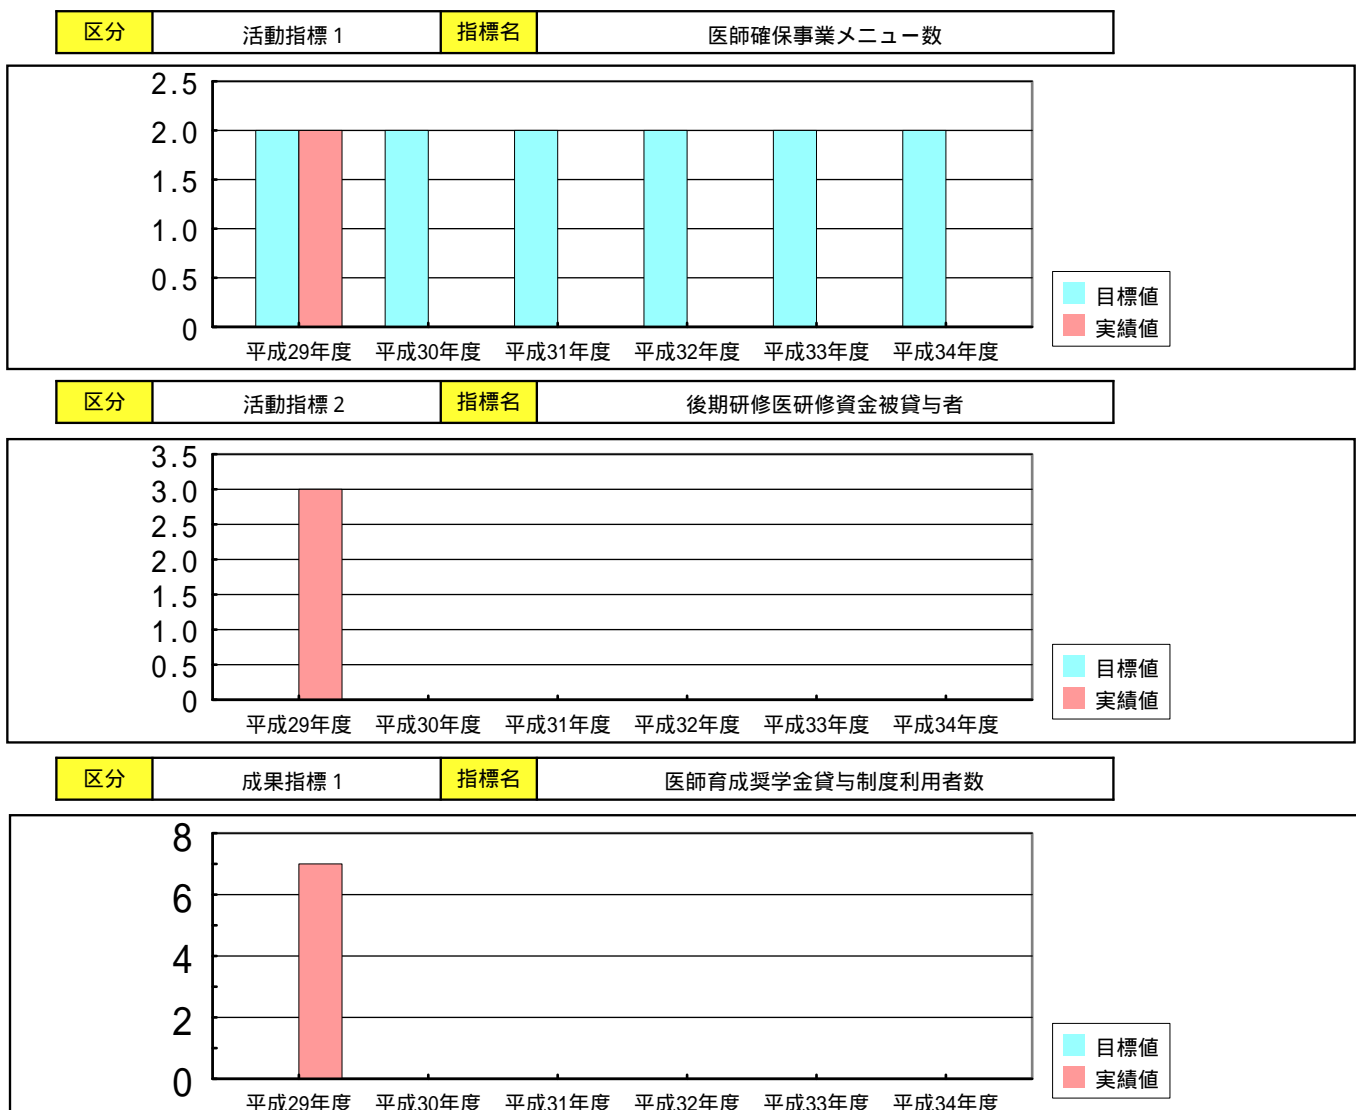 区分 活動指標1 指標名 医師確保事業メニュー数
2.5
2.0
1.5
1.0
0.5
0
平成29年度 平成30年度 平成31年度 平成32年度 平成33年度 平成34年度
目標値
実績値
区分 活動指標2 指標名 後期研修医研修資金被貸与者
3.5
3.0
2.5
2.0
1.5
1.0
0.5
0
平成29年度 平成30年度 平成31年度 平成32年度 平成33年度 平成34年度
目標値
実績値
区分 成果指標1 指標名 医師育成奨学金貸与制度利用者数
8
6
4
2
0
平成29年度 平成30年度 平成31年度 平成32年度 平成33年度 平成34年度
目標値
実績値